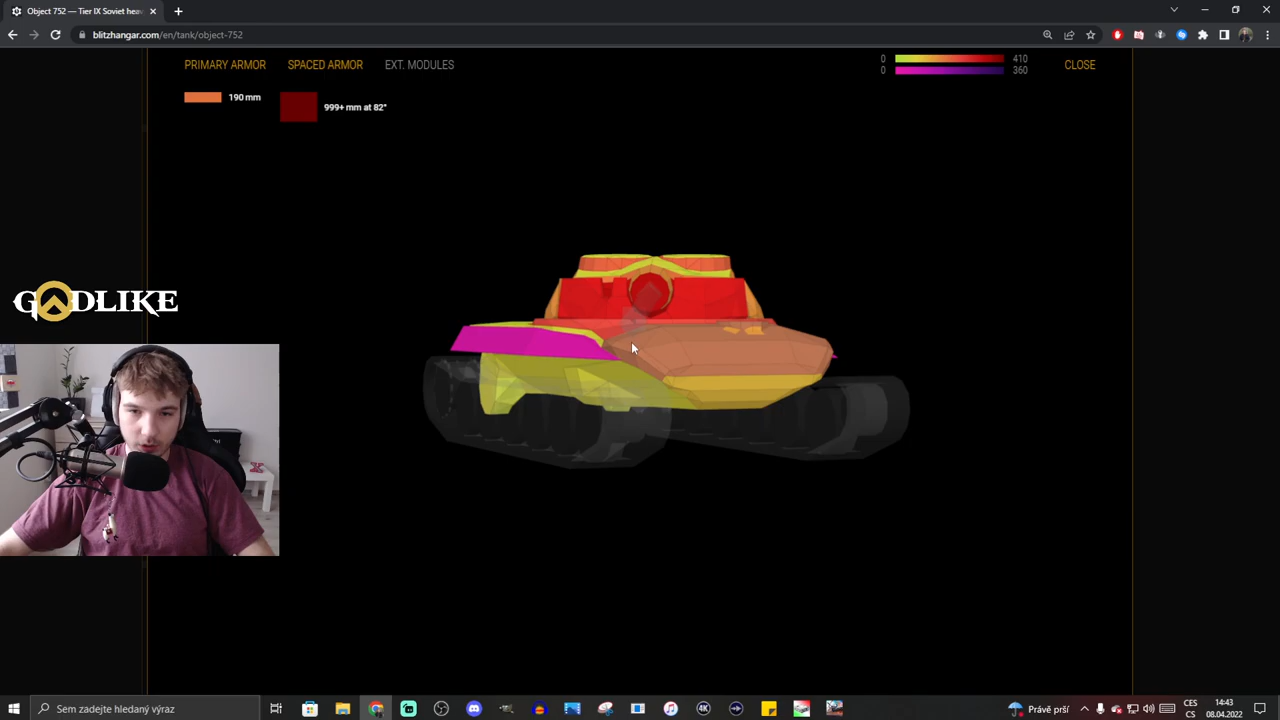 Object 752 — Tier IX Soviet heav
blitzhangar.com/en/tank/object-752
PRIMARY ARMOR SPACED ARMOR EXT. MODULES
0 410
0 360
CLOSE
190 mm
999+ mm at 82°
GODLIKE
Sem zadejte hledaný výraz
Právě prší
CES
CS
14:43
08.04.2022